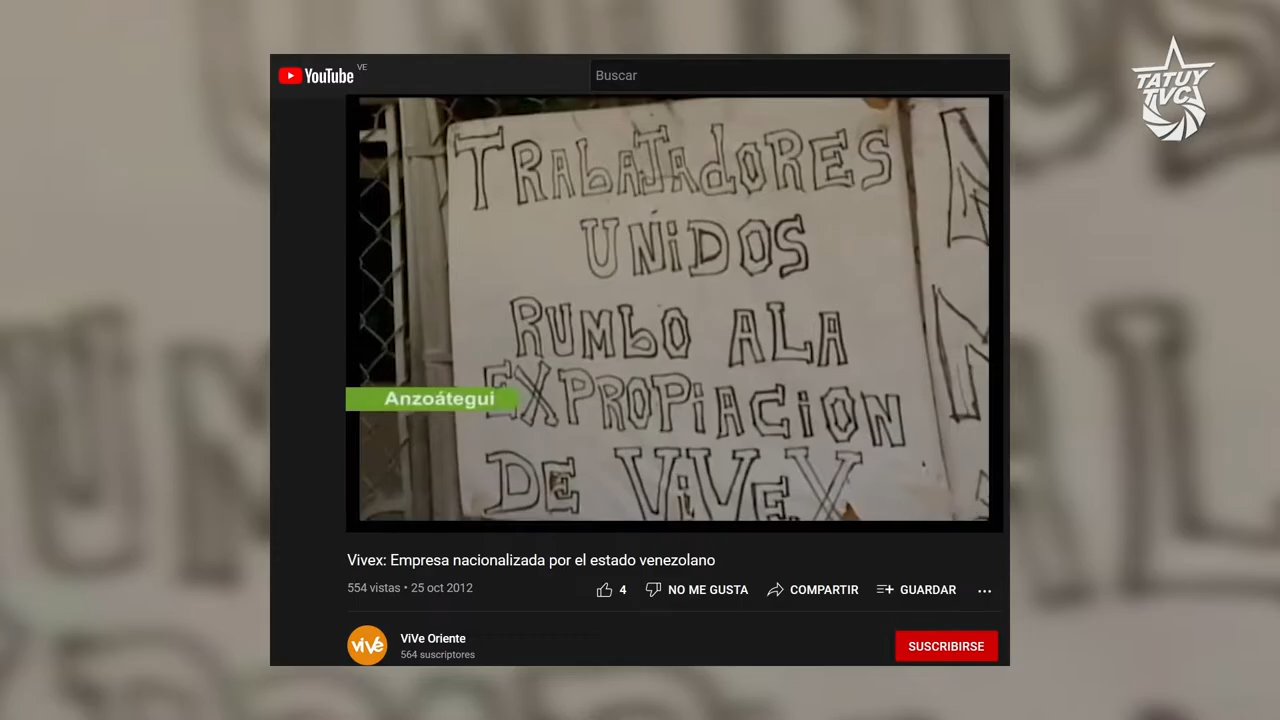 YouTube VE
Buscar
TATUY
TVC
TRAbAJAdORES
UNiDOS
RUMbO ALA
EXPROPiACiON
DE ViVeX
Anzoátegui
Vivex: Empresa nacionalizada por el estado venezolano
554 vistas • 25 oct 2012
4 NO ME GUSTA COMPARTIR GUARDAR ...
vive
ViVe Oriente
564 suscriptores
SUSCRIBIRSE